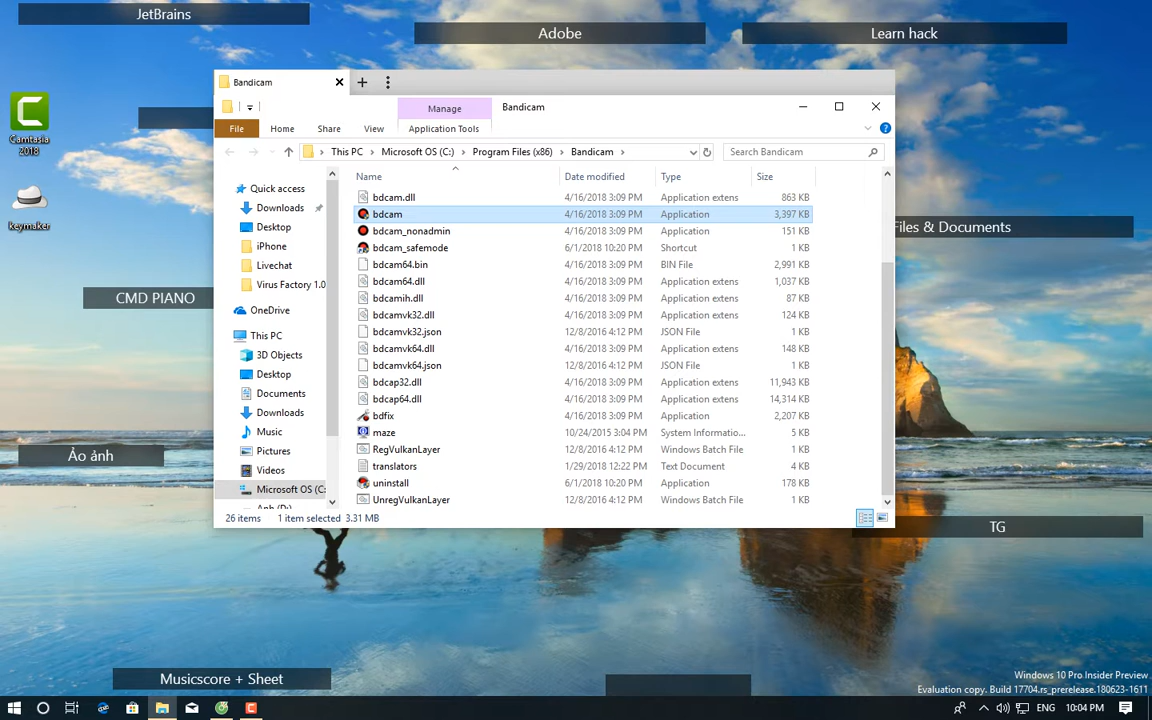 JetBrains
Adobe
Learn hack
Camtasia
2018
keymaker
Files & Documents
CMD PIANO
Ảo ảnh
TG
Musicscore + Sheet
Bandicam
Manage
Bandicam
File
Home
Share
View
Application Tools
This PC > Microsoft OS (C:) > Program Files (x86) > Bandicam >
Search Bandicam
Quick access
Downloads
Desktop
iPhone
Livechat
Virus Factory 1.0
OneDrive
This PC
3D Objects
Desktop
Documents
Downloads
Music
Pictures
Videos
Microsoft OS (C:
Name Date modified Type Size
bdcam.dll 4/16/2018 3:09 PM Application extens 863 KB
bdcam 4/16/2018 3:09 PM Application 3,397 KB
bdcam_nonadmin 4/16/2018 3:09 PM Application 151 KB
bdcam_safemode 6/1/2018 10:20 PM Shortcut 1 KB
bdcam64.bin 4/16/2018 3:09 PM BIN File 2,991 KB
bdcam64.dll 4/16/2018 3:09 PM Application extens 1,037 KB
bdcamih.dll 4/16/2018 3:09 PM Application extens 87 KB
bdcamvk32.dll 4/16/2018 3:09 PM Application extens 124 KB
bdcamvk32.json 12/8/2016 4:12 PM JSON File 1 KB
bdcamvk64.dll 4/16/2018 3:09 PM Application extens 148 KB
bdcamvk64.json 12/8/2016 4:12 PM JSON File 1 KB
bdcap32.dll 4/16/2018 3:09 PM Application extens 11,943 KB
bdcap64.dll 4/16/2018 3:09 PM Application extens 14,314 KB
bdfix 4/16/2018 3:09 PM Application 2,207 KB
maze 10/24/2015 3:04 PM System Informatio... 5 KB
RegVulkanLayer 12/8/2016 4:12 PM Windows Batch File 1 KB
translators 1/29/2018 12:22 PM Text Document 4 KB
uninstall 6/1/2018 10:20 PM Application 178 KB
UnregVulkanLayer 12/8/2016 4:12 PM Windows Batch File 1 KB
26 items 1 item selected 3.31 MB
Windows 10 Pro Insider Preview
Evaluation copy. Build 17704.rs_prerelease.180623-1611
ENG 10:04 PM